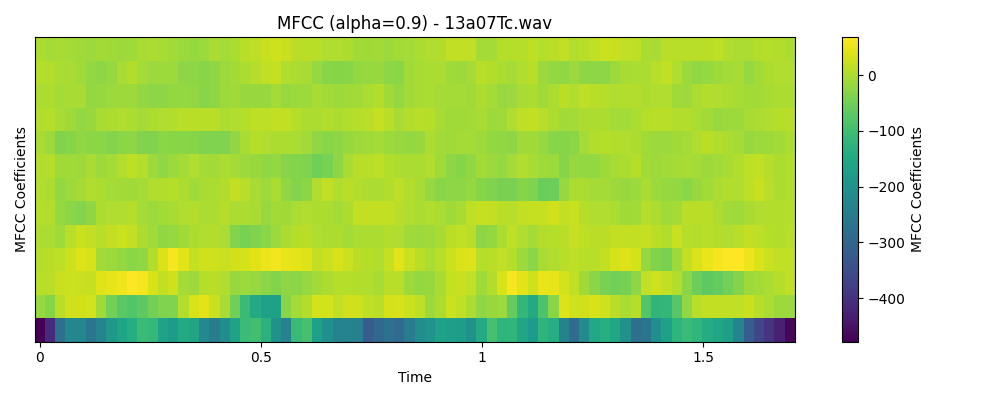 MFCC (alpha=0.9) - 13a07Tc.wav
MFCC Coefficients
0
0.5
1
1.5
Time
0
−100
−200
−300
−400
MFCC Coefficients